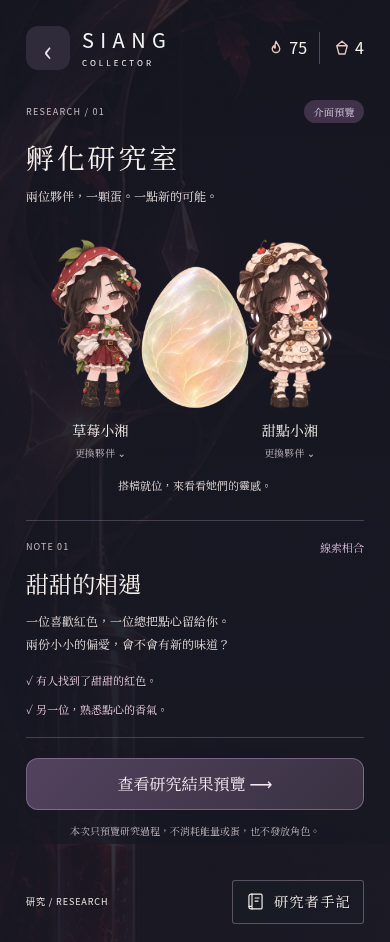 ‹ SIANG
COLLECTOR
75
4
RESEARCH / 01
介面預覽
孵化研究室
兩位夥伴，一顆蛋。一點新的可能。
草莓小湘
甜點小湘
更換夥伴 ⌄
更換夥伴 ⌄
搭檔就位，來看看她們的靈感。
NOTE 01
線索相合
甜甜的相遇
一位喜歡紅色，一位總把點心留給你。
兩份小小的偏愛，會不會有新的味道？
✓ 有人找到了甜甜的紅色。
✓ 另一位，熟悉點心的香氣。
查看研究結果預覽 ⟶
本次只預覽研究過程，不消耗能量或蛋，也不發放角色。
研究 / RESEARCH
研究者手記